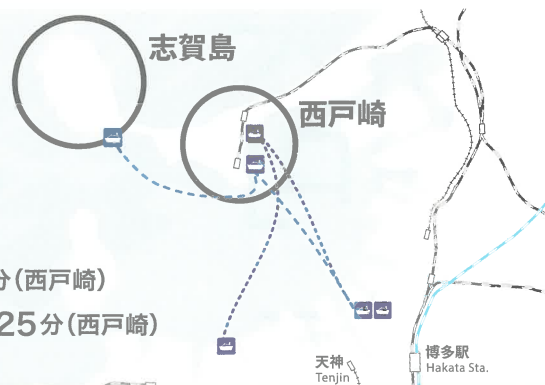 志賀島
西戸崎
分(西戸崎)
25分(西戸崎)
天神
Tenjin
博多駅
Hakata Sta.